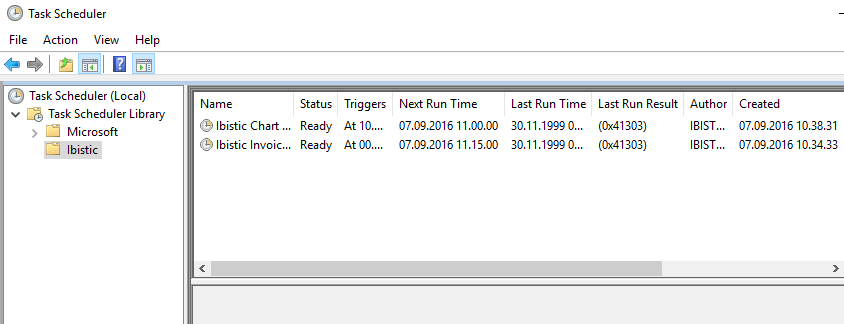 Task Scheduler
File Action View Help
Task Scheduler (Local)
Task Scheduler Library
Microsoft
Ibistic
Name Status Triggers Next Run Time Last Run Time Last Run Result Author Created
Ibistic Chart ... Ready At 10.... 07.09.2016 11.00.00 30.11.1999 0... (0x41303) IBIST... 07.09.2016 10.38.31
Ibistic Invoic... Ready At 00.... 07.09.2016 11.15.00 30.11.1999 0... (0x41303) IBIST... 07.09.2016 10.34.33